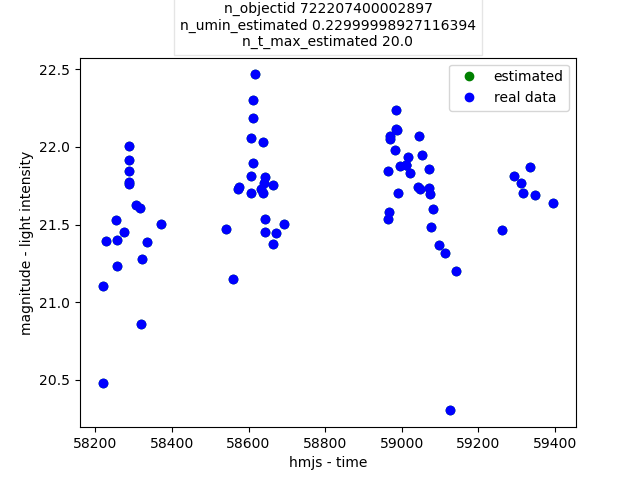 n_objectid 722207400002897
n_umin_estimated 0.22999998927116394
n_t_max_estimated 20.0
estimated
real data
magnitude - light intensity
22.5
22.0
21.5
21.0
20.5
58200 58400 58600 58800 59000 59200 59400
hmjs - time